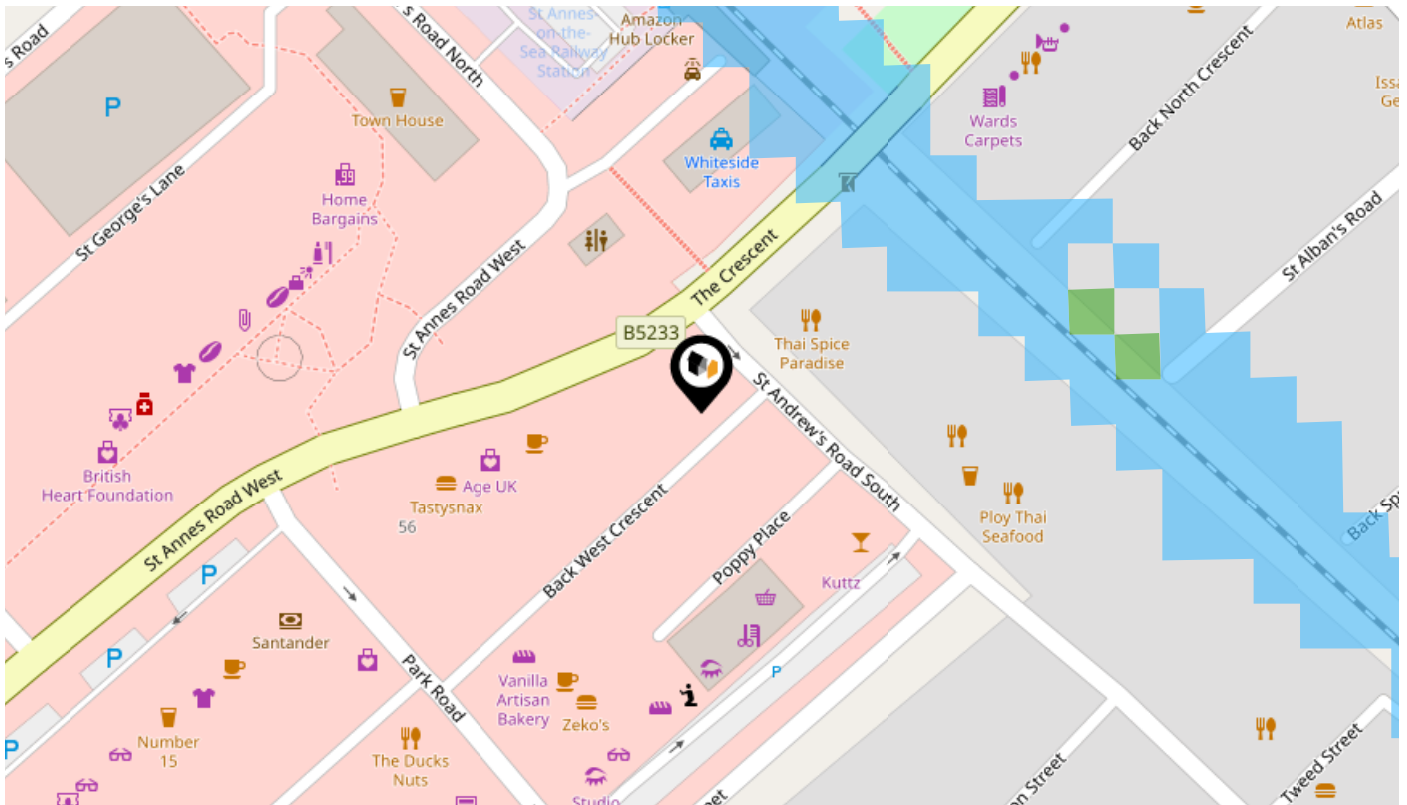 s Road
's Road North
St Annes-
on-the-
Sea Railway
Station
Amazon
Hub Locker
Atlas
Back North Crescent
P
Town House
Wards
Carpets
Whiteside
Taxis
St George's Lane
99
Home
Bargains
St Alban's Road
St Annes Road West
The Crescent
B5233
Thai Spice
Paradise
St Andrew's Road South
British
Heart Foundation
Age UK
Tastysnax
56
Ploy Thai
Seafood
St Annes Road West
Back West Crescent
Poppy Place
P
Kuttz
Santander
P
Park Road
Vanilla
Artisan
Bakery
Zeko's
P
Number
15
The Ducks
Nuts
P
Studio
Tweed Street
on Street